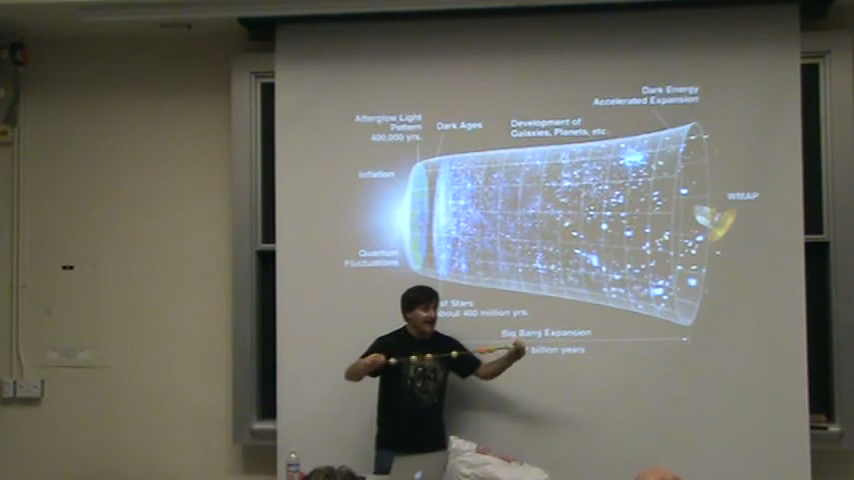 Dark Energy
Accelerated Expansion
Afterglow Light
Pattern
400,000 yrs.
Dark Ages
Development of
Galaxies, Planets, etc.
Inflation
WMAP
Quantum
Fluctuations
Stars
about 400 million yrs.
Big Bang Expansion
billion years